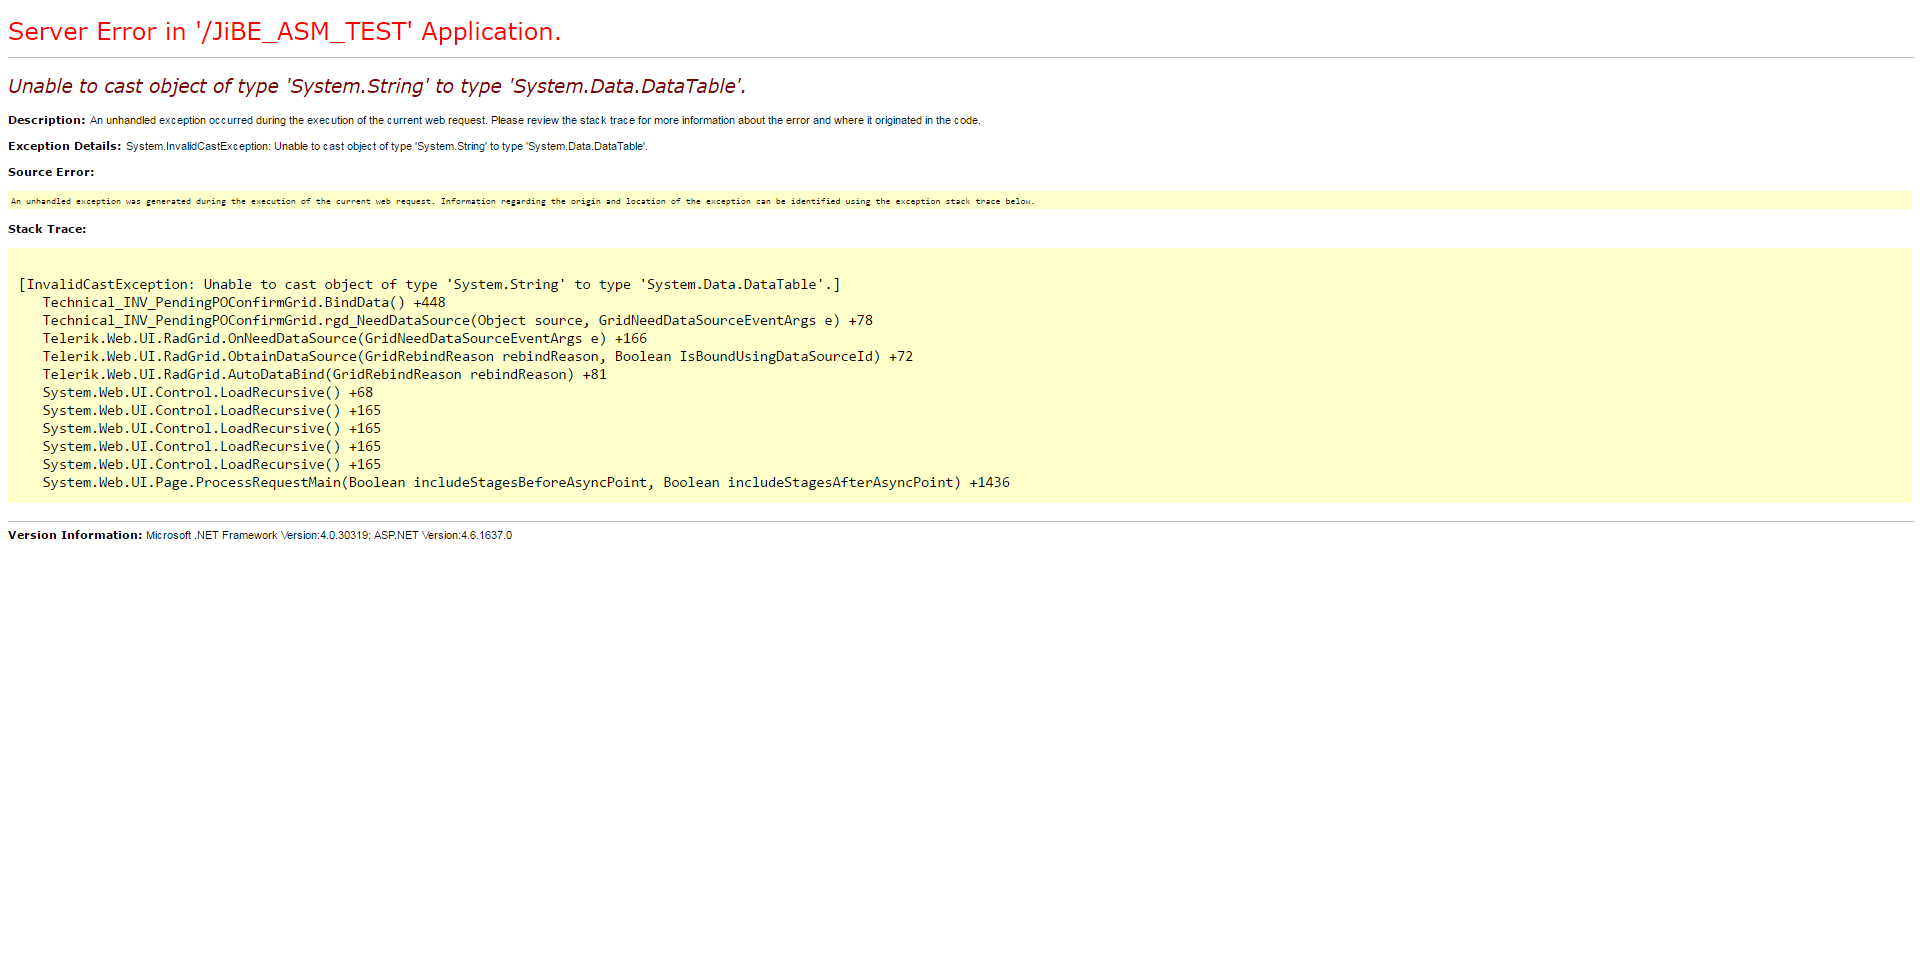 Server Error in '/JiBE_ASM_TEST' Application.
Unable to cast object of type 'System.String' to type 'System.Data.DataTable'.
Description: An unhandled exception occurred during the execution of the current web request. Please review the stack trace for more information about the error and where it originated in the code.
Exception Details: System.InvalidCastException: Unable to cast object of type 'System.String' to type 'System.Data.DataTable'.
Source Error:
An unhandled exception was generated during the execution of the current web request. Information regarding the origin and location of the exception can be identified using the exception stack trace below.
Stack Trace:
[InvalidCastException: Unable to cast object of type 'System.String' to type 'System.Data.DataTable'.]
Technical_INV_PendingPOConfirmGrid.BindData() +448
Technical_INV_PendingPOConfirmGrid.rgd_NeedDataSource(Object source, GridNeedDataSourceEventArgs e) +78
Telerik.Web.UI.RadGrid.OnNeedDataSource(GridNeedDataSourceEventArgs e) +166
Telerik.Web.UI.RadGrid.ObtainDataSource(GridRebindReason rebindReason, Boolean IsBoundUsingDataSourceId) +72
Telerik.Web.UI.RadGrid.AutoDataBind(GridRebindReason rebindReason) +81
System.Web.UI.Control.LoadRecursive() +68
System.Web.UI.Control.LoadRecursive() +165
System.Web.UI.Control.LoadRecursive() +165
System.Web.UI.Control.LoadRecursive() +165
System.Web.UI.Control.LoadRecursive() +165
System.Web.UI.Page.ProcessRequestMain(Boolean includeStagesBeforeAsyncPoint, Boolean includeStagesAfterAsyncPoint) +1436
Version Information: Microsoft .NET Framework Version:4.0.30319; ASP.NET Version:4.6.1637.0